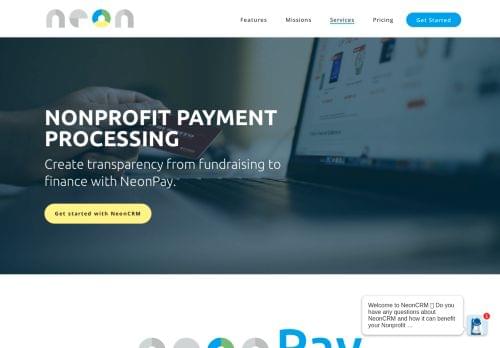 neon
Features Missions Services Pricing Get Started
NONPROFIT PAYMENT
PROCESSING
Create transparency from fundraising to
finance with NeonPay.
Get started with NeonCRM
Welcome to NeonCRM ▯ Do you
have any questions about
NeonCRM and how it can benefit
your Nonprofit ...
1
neonPay